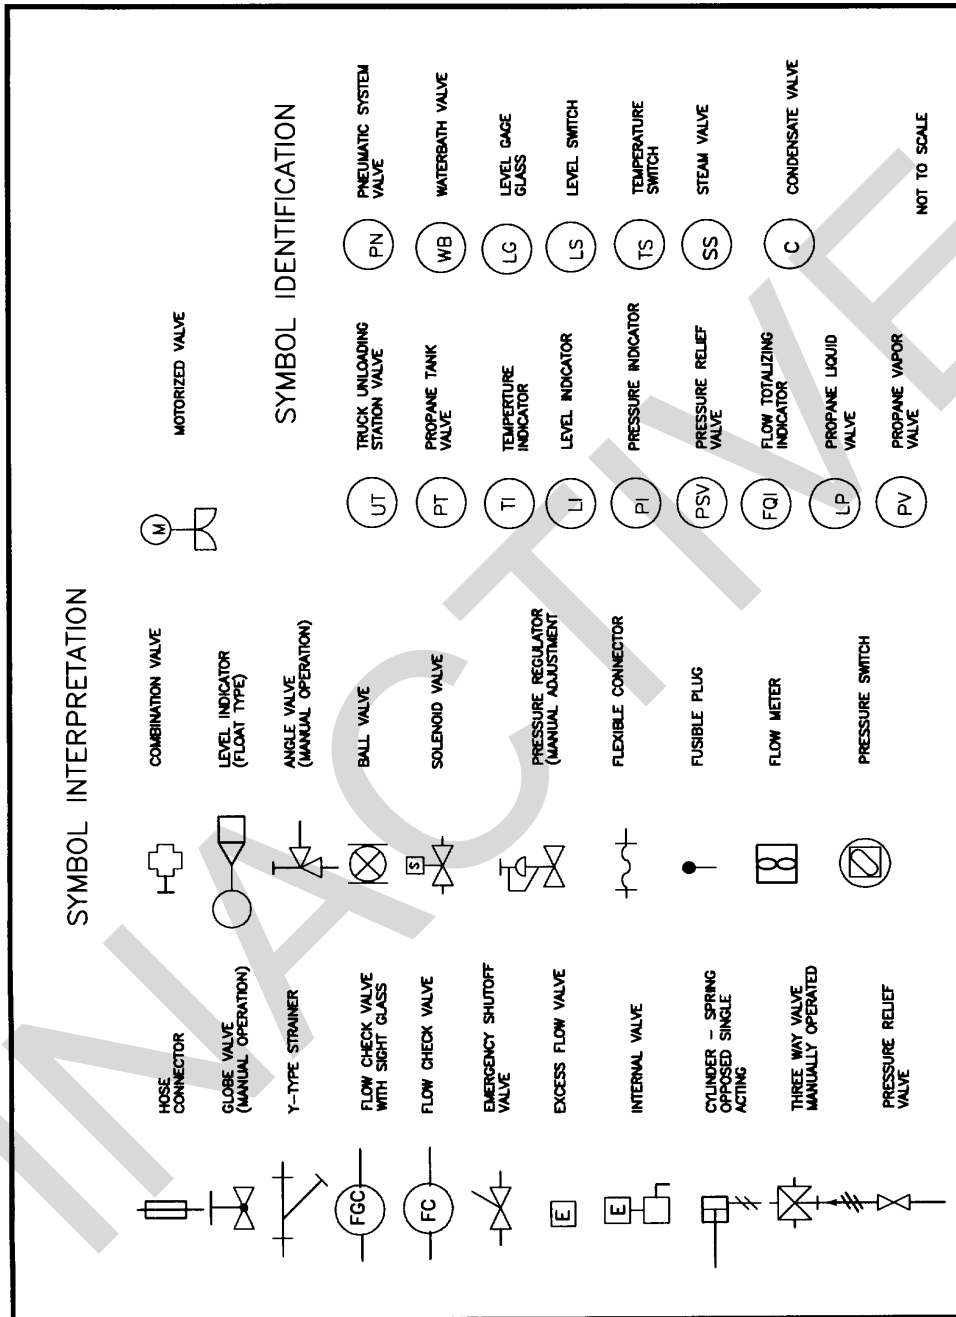 SYMBOL INTERPRETATION
HOSE
CONNECTOR
GLOBE VALVE
(MANUAL OPERATION)
Y-TYPE STRAINER
FGC
FLOW CHECK VALVE
WITH SIGHT GLASS
FC
FLOW CHECK VALVE
EMERGENCY SHUTOFF
VALVE
E
EXCESS FLOW VALVE
E
INTERNAL VALVE
CYLINDER - SPRING
OPPOSED SINGLE
ACTING
THREE WAY VALVE
MANUALLY OPERATED
PRESSURE RELIEF
VALVE
COMBINATION VALVE
LEVEL INDICATOR
(FLOAT TYPE)
ANGLE VALVE
(MANUAL OPERATION)
BALL VALVE
S
SOLENOID VALVE
PRESSURE REGULATOR
(MANUAL ADJUSTMENT
FLEXIBLE CONNECTOR
FUSIBLE PLUG
FLOW METER
PRESSURE SWITCH
M
MOTORIZED VALVE
SYMBOL IDENTIFICATION
UT
TRUCK UNLOADING
STATION VALVE
PT
PROPANE TANK
VALVE
TI
TEMPERTURE
INDICATOR
LI
LEVEL INDICATOR
PI
PRESSURE INDICATOR
PSV
PRESSURE RELIEF
VALVE
FQI
FLOW TOTALIZING
INDICATOR
LP
PROPANE LIQUID
VALVE
PV
PROPANE VAPOR
VALVE
PN
PNEUMATIC SYSTEM
VALVE
WB
WATERBATH VALVE
LG
LEVEL GAGE
GLASS
LS
LEVEL SWITCH
TS
TEMPERATURE
SWITCH
SS
STEAM VALVE
C
CONDENSATE VALVE
NOT TO SCALE
INACTIVE